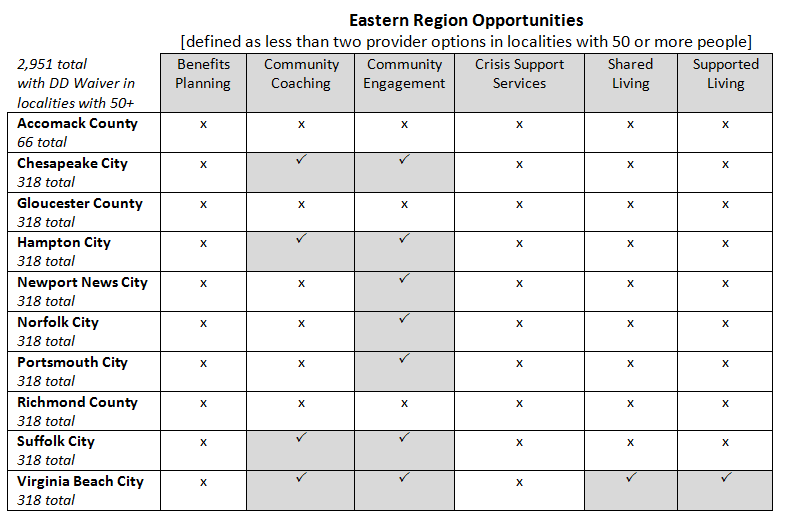 Eastern Region Opportunities
[defined as less than two provider options in localities with 50 or more people]
2,951 total
with DD Waiver in
localities with 50+
Benefits
Planning
Community
Coaching
Community
Engagement
Crisis Support
Services
Shared
Living
Supported
Living
Accomack County
66 total
x x x x x x
Chesapeake City
318 total
x ✓ ✓ x x x
Gloucester County
318 total
x x x x x x
Hampton City
318 total
x ✓ ✓ x x x
Newport News City
318 total
x x ✓ x x x
Norfolk City
318 total
x x ✓ x x x
Portsmouth City
318 total
x x ✓ x x x
Richmond County
318 total
x x x x x x
Suffolk City
318 total
x ✓ ✓ x x x
Virginia Beach City
318 total
x ✓ ✓ x ✓ ✓